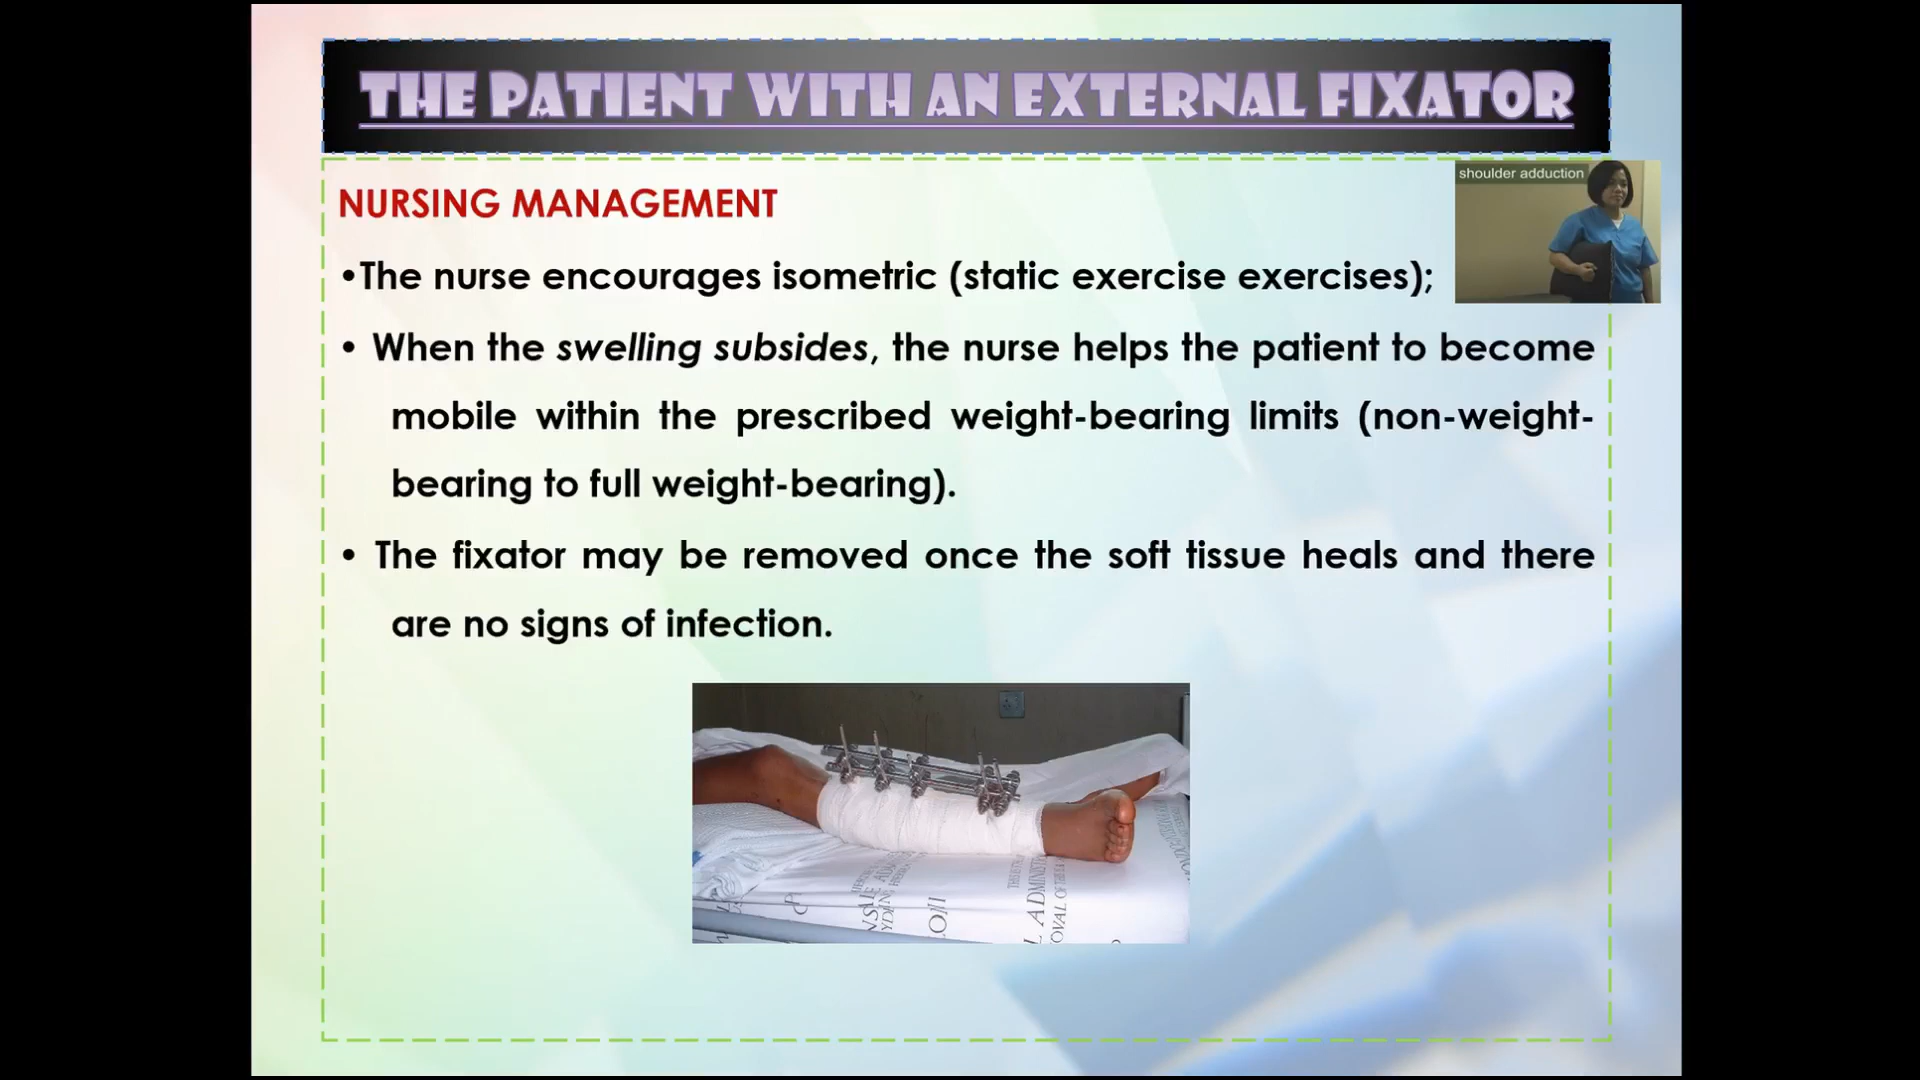 THE PATIENT WITH AN EXTERNAL FIXATOR
shoulder adduction
NURSING MANAGEMENT
•The nurse encourages isometric (static exercise exercises);
• When the swelling subsides, the nurse helps the patient to become
mobile within the prescribed weight-bearing limits (non-weight-
bearing to full weight-bearing).
• The fixator may be removed once the soft tissue heals and there
are no signs of infection.